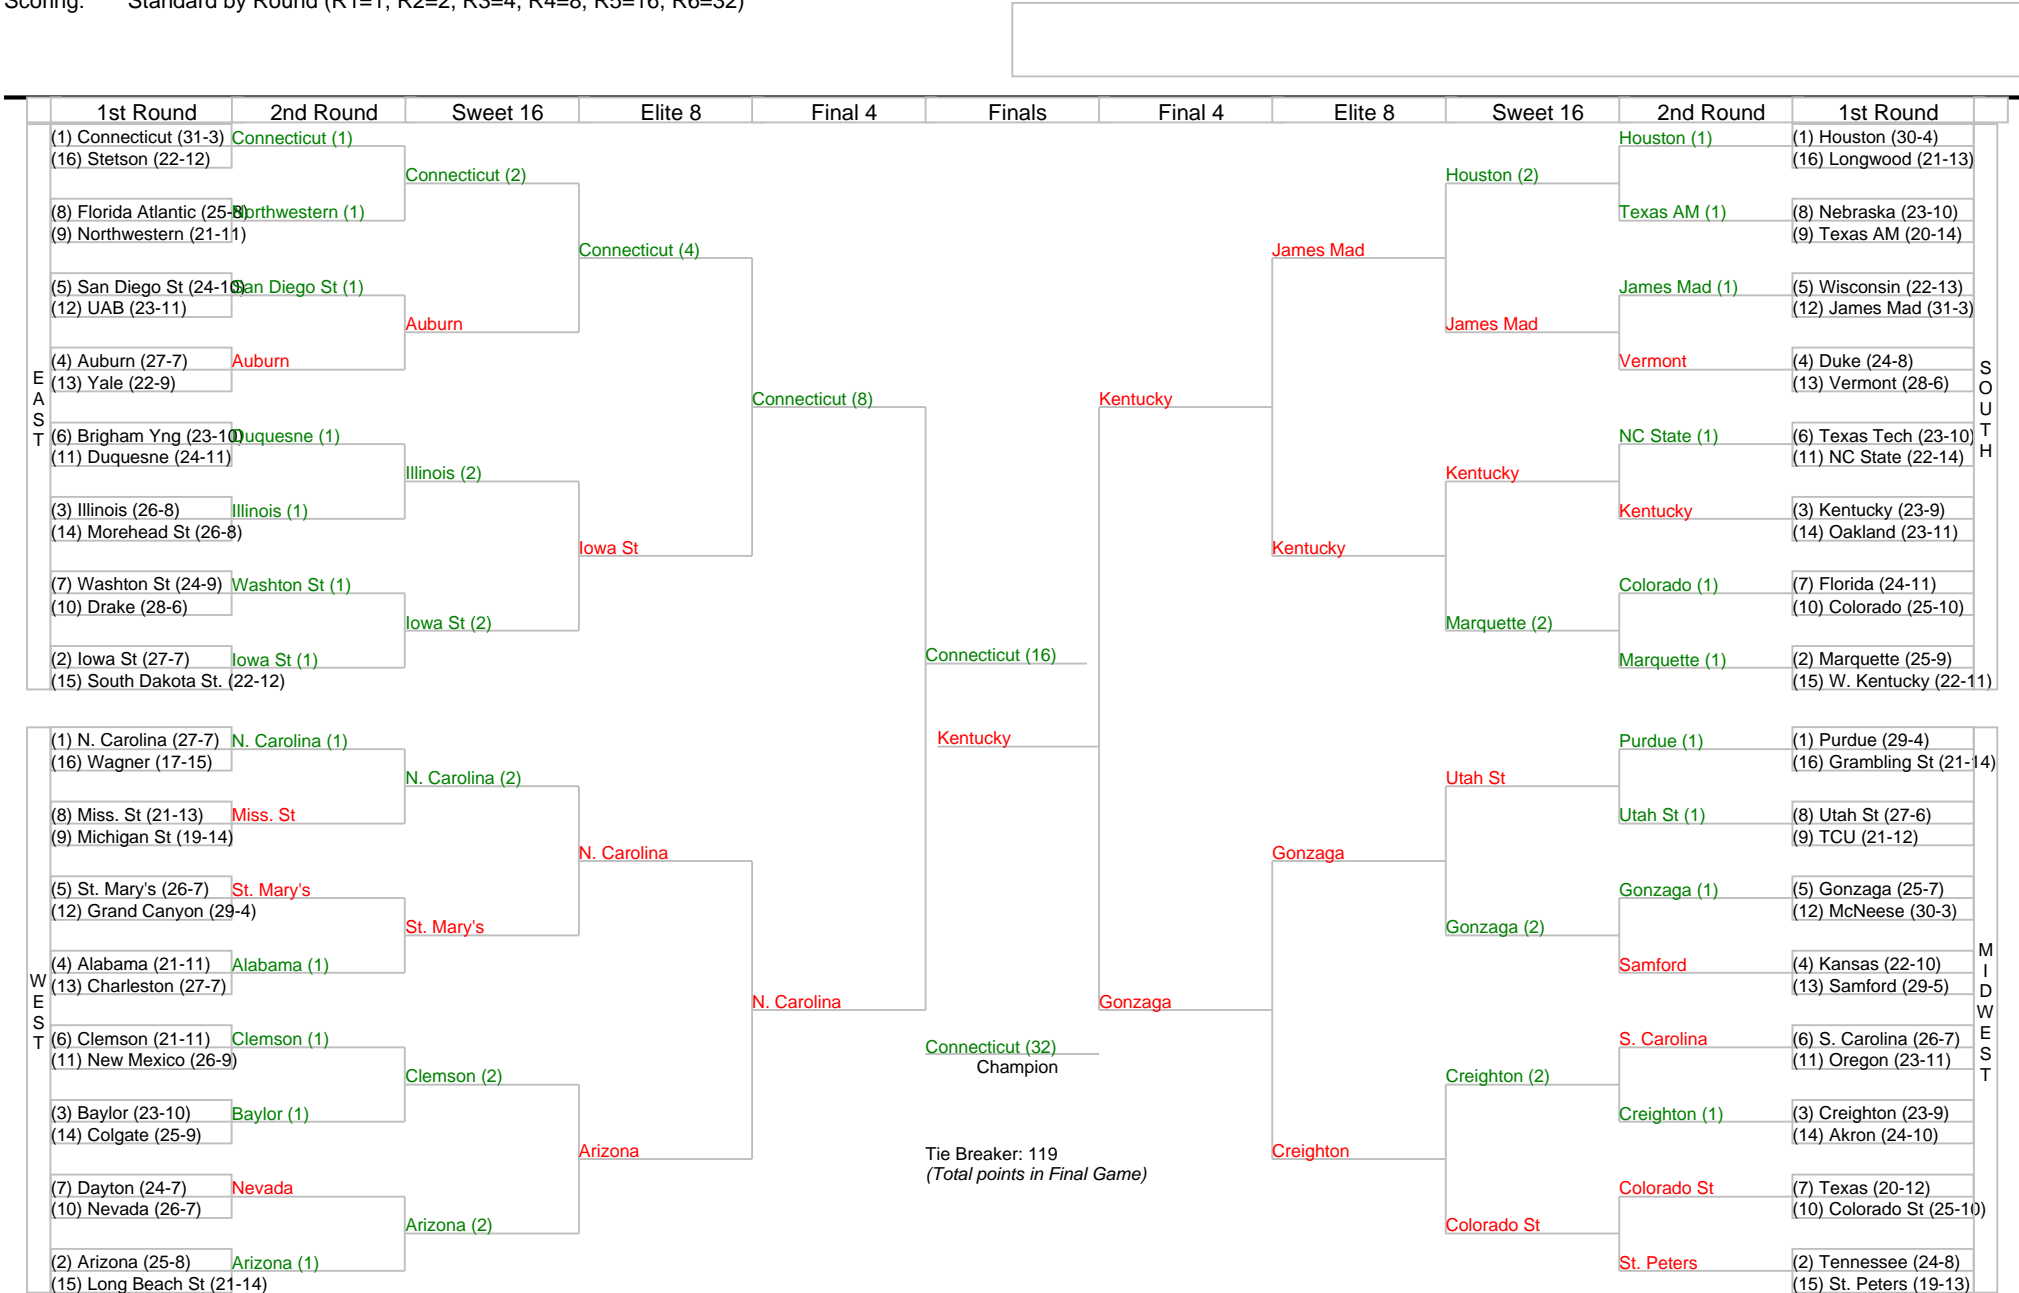 Scoring: Standard by Round (R1=1, R2=2, R3=4, R4=8, R5=16, R6=32)
1st Round 2nd Round Sweet 16 Elite 8 Final 4 Finals Final 4 Elite 8 Sweet 16 2nd Round 1st Round
EAST
(1) Connecticut (31-3)
(16) Stetson (22-12)
(8) Florida Atlantic (25-8)
(9) Northwestern (21-11)
(5) San Diego St (24-10)
(12) UAB (23-11)
(4) Auburn (27-7)
(13) Yale (22-9)
(6) Brigham Yng (23-10)
(11) Duquesne (24-11)
(3) Illinois (26-8)
(14) Morehead St (26-8)
(7) Washton St (24-9)
(10) Drake (28-6)
(2) Iowa St (27-7)
(15) South Dakota St. (22-12)
Connecticut (1)
Northwestern (1)
San Diego St (1)
Auburn
Duquesne (1)
Illinois (1)
Washton St (1)
Iowa St (1)
Connecticut (2)
Auburn
Illinois (2)
Iowa St (2)
Connecticut (4)
Iowa St
Connecticut (8)
WEST
(1) N. Carolina (27-7)
(16) Wagner (17-15)
(8) Miss. St (21-13)
(9) Michigan St (19-14)
(5) St. Mary's (26-7)
(12) Grand Canyon (29-4)
(4) Alabama (21-11)
(13) Charleston (27-7)
(6) Clemson (21-11)
(11) New Mexico (26-9)
(3) Baylor (23-10)
(14) Colgate (25-9)
(7) Dayton (24-7)
(10) Nevada (26-7)
(2) Arizona (25-8)
(15) Long Beach St (21-14)
N. Carolina (1)
Miss. St
St. Mary's
Alabama (1)
Clemson (1)
Baylor (1)
Nevada
Arizona (1)
N. Carolina (2)
St. Mary's
Clemson (2)
Arizona (2)
N. Carolina
Arizona
N. Carolina
Connecticut (16)
Kentucky
Connecticut (32)
Champion
Tie Breaker: 119
(Total points in Final Game)
Kentucky
James Mad
Kentucky
Houston (2)
James Mad
Kentucky
Marquette (2)
Houston (1)
Texas AM (1)
James Mad (1)
Vermont
NC State (1)
Kentucky
Colorado (1)
Marquette (1)
(1) Houston (30-4)
(16) Longwood (21-13)
(8) Nebraska (23-10)
(9) Texas AM (20-14)
(5) Wisconsin (22-13)
(12) James Mad (31-3)
(4) Duke (24-8)
(13) Vermont (28-6)
(6) Texas Tech (23-10)
(11) NC State (22-14)
(3) Kentucky (23-9)
(14) Oakland (23-11)
(7) Florida (24-11)
(10) Colorado (25-10)
(2) Marquette (25-9)
(15) W. Kentucky (22-11)
SOUTH
Gonzaga
Gonzaga
Creighton
Utah St
Gonzaga (2)
Creighton (2)
Colorado St
Purdue (1)
Utah St (1)
Gonzaga (1)
Samford
S. Carolina
Creighton (1)
Colorado St
St. Peters
(1) Purdue (29-4)
(16) Grambling St (21-14)
(8) Utah St (27-6)
(9) TCU (21-12)
(5) Gonzaga (25-7)
(12) McNeese (30-3)
(4) Kansas (22-10)
(13) Samford (29-5)
(6) S. Carolina (26-7)
(11) Oregon (23-11)
(3) Creighton (23-9)
(14) Akron (24-10)
(7) Texas (20-12)
(10) Colorado St (25-10)
(2) Tennessee (24-8)
(15) St. Peters (19-13)
MIDWEST